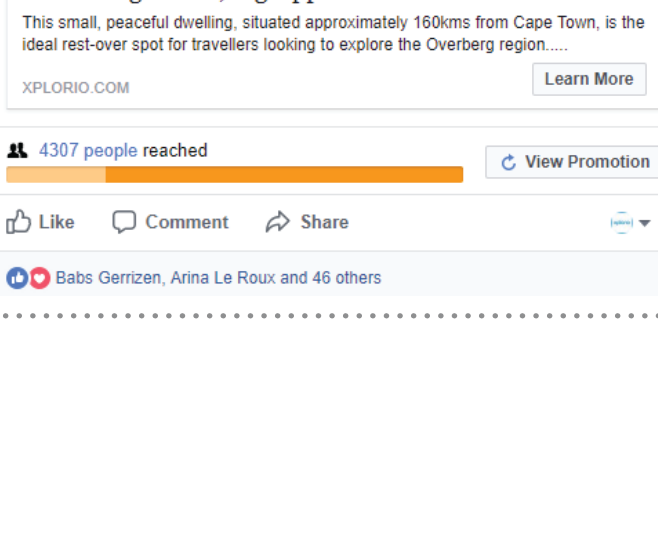 This small, peaceful dwelling, situated approximately 160kms from Cape Town, is the
ideal rest-over spot for travellers looking to explore the Overberg region.....
Learn More
XPLORIO.COM
4307 people reached
View Promotion
Like Comment Share
Babs Gerrizen, Arina Le Roux and 46 others